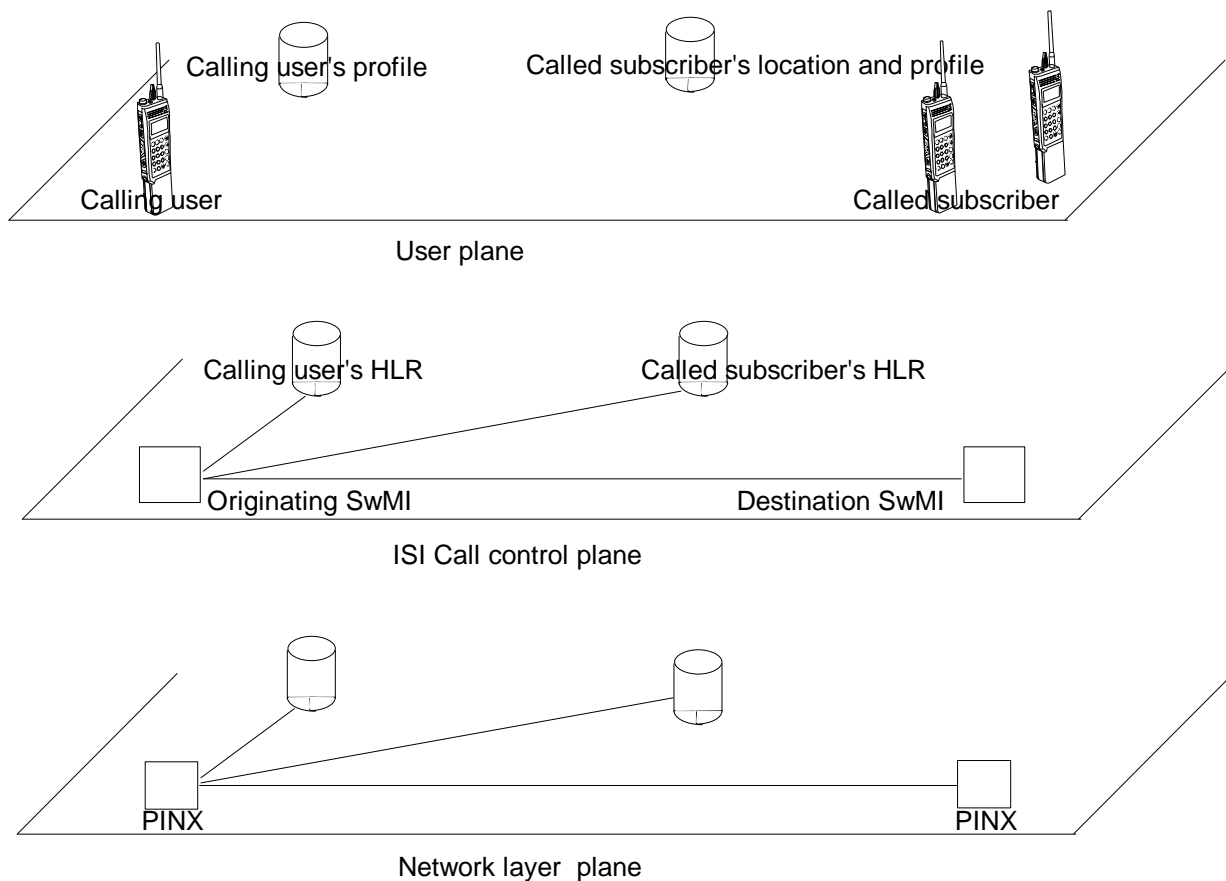 Calling user's profile
Called subscriber's location and profile
Calling user
Called subscriber
User plane
Calling user's HLR
Called subscriber's HLR
Originating SwMI
Destination SwMI
ISI Call control plane
PINX
PINX
Network layer plane